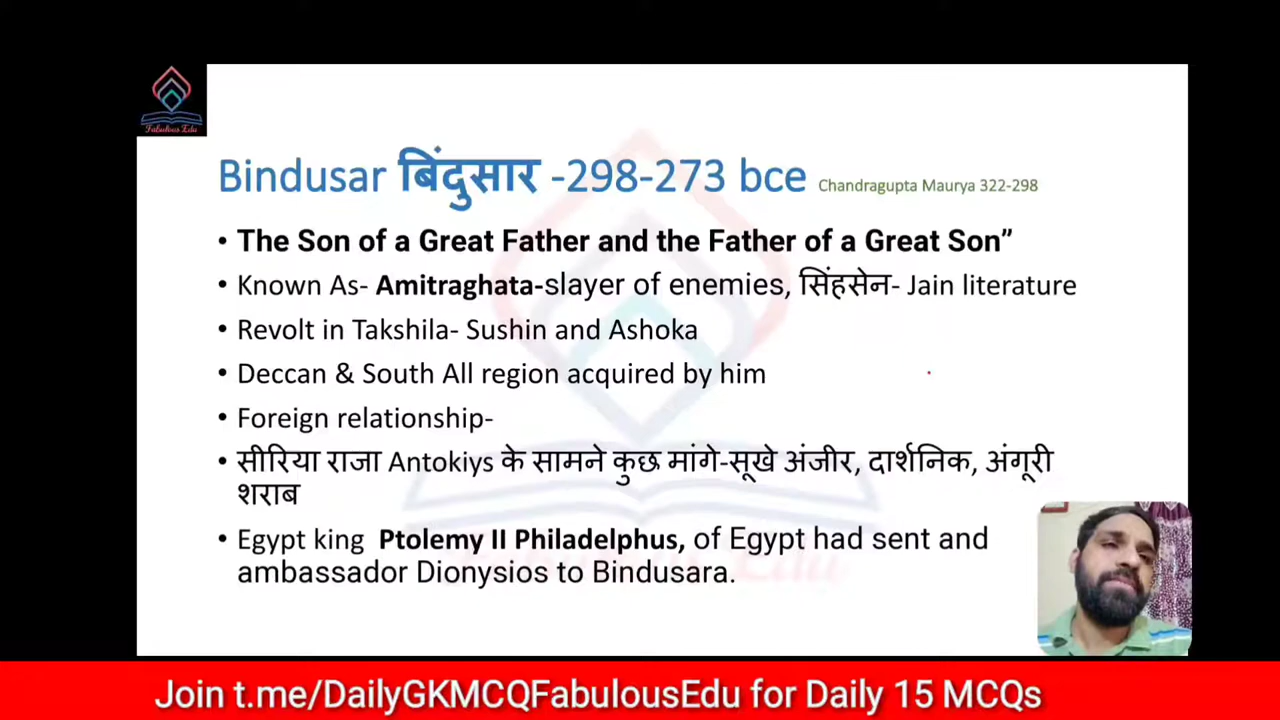 Fabulous Edu
Bindusar बिंदुसार -298-273 bce Chandragupta Maurya 322-298
• The Son of a Great Father and the Father of a Great Son”
• Known As- Amitraghata-slayer of enemies, सिंहसेन- Jain literature
• Revolt in Takshila- Sushin and Ashoka
• Deccan & South All region acquired by him
• Foreign relationship-
• सीरिया राजा Antokiys के सामने कुछ मांगे-सूखे अंजीर, दार्शनिक, अंगूरी
शराब
• Egypt king Ptolemy II Philadelphus, of Egypt had sent and
ambassador Dionysios to Bindusara.
Join t.me/DailyGKMCQFabulousEdu for Daily 15 MCQs